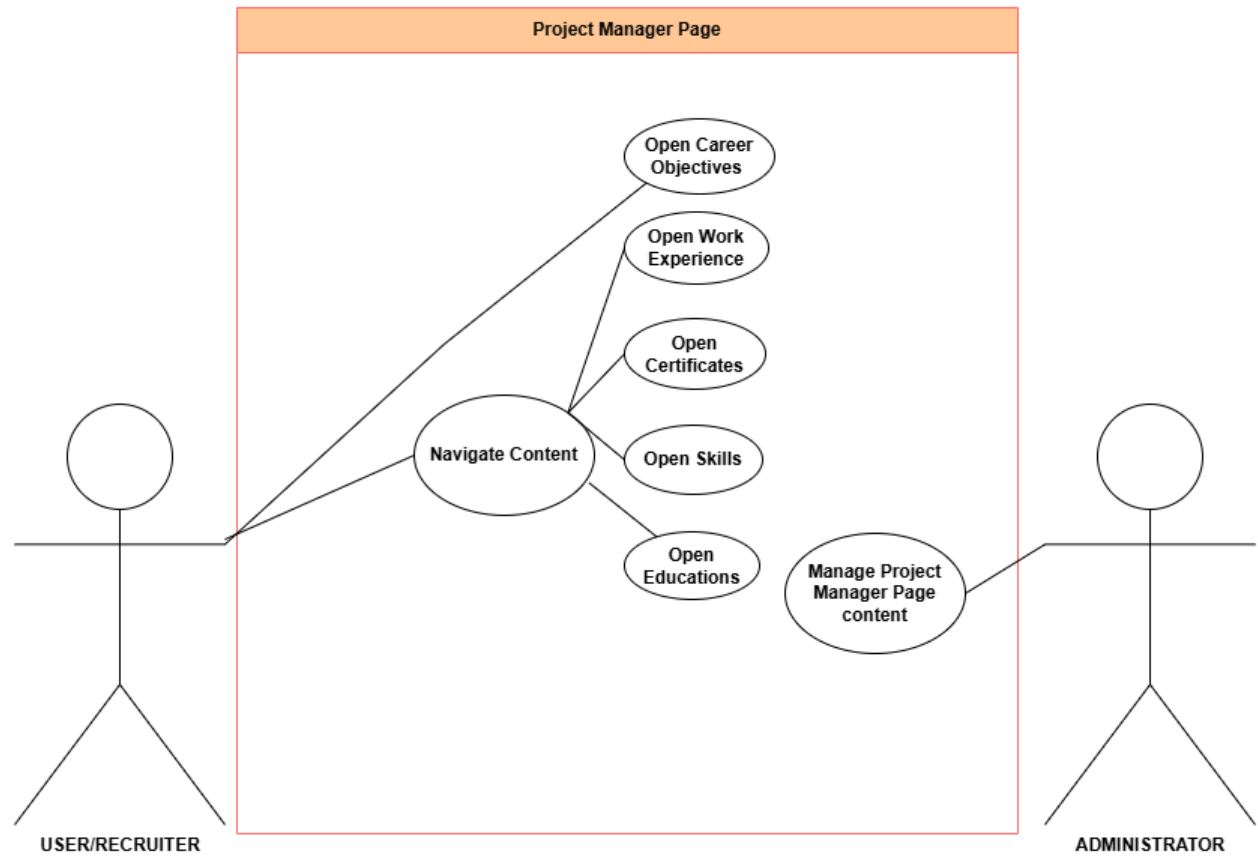 Project Manager Page
Open Career
Objectives
Open Work
Experience
Open
Certificates
Navigate Content
Open Skills
Open
Educations
Manage Project
Manager Page
content
USER/RECRUITER
ADMINISTRATOR